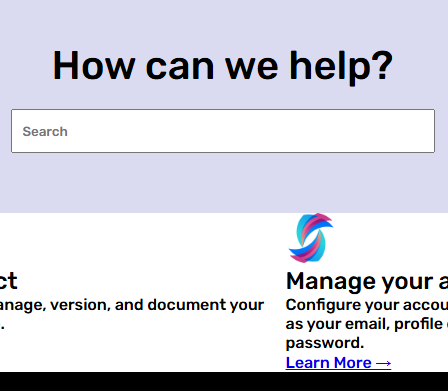 How can we help?
Search
ct
anage, version, and document your
.
Manage your a
Configure your accou
as your email, profile
password.
Learn More →